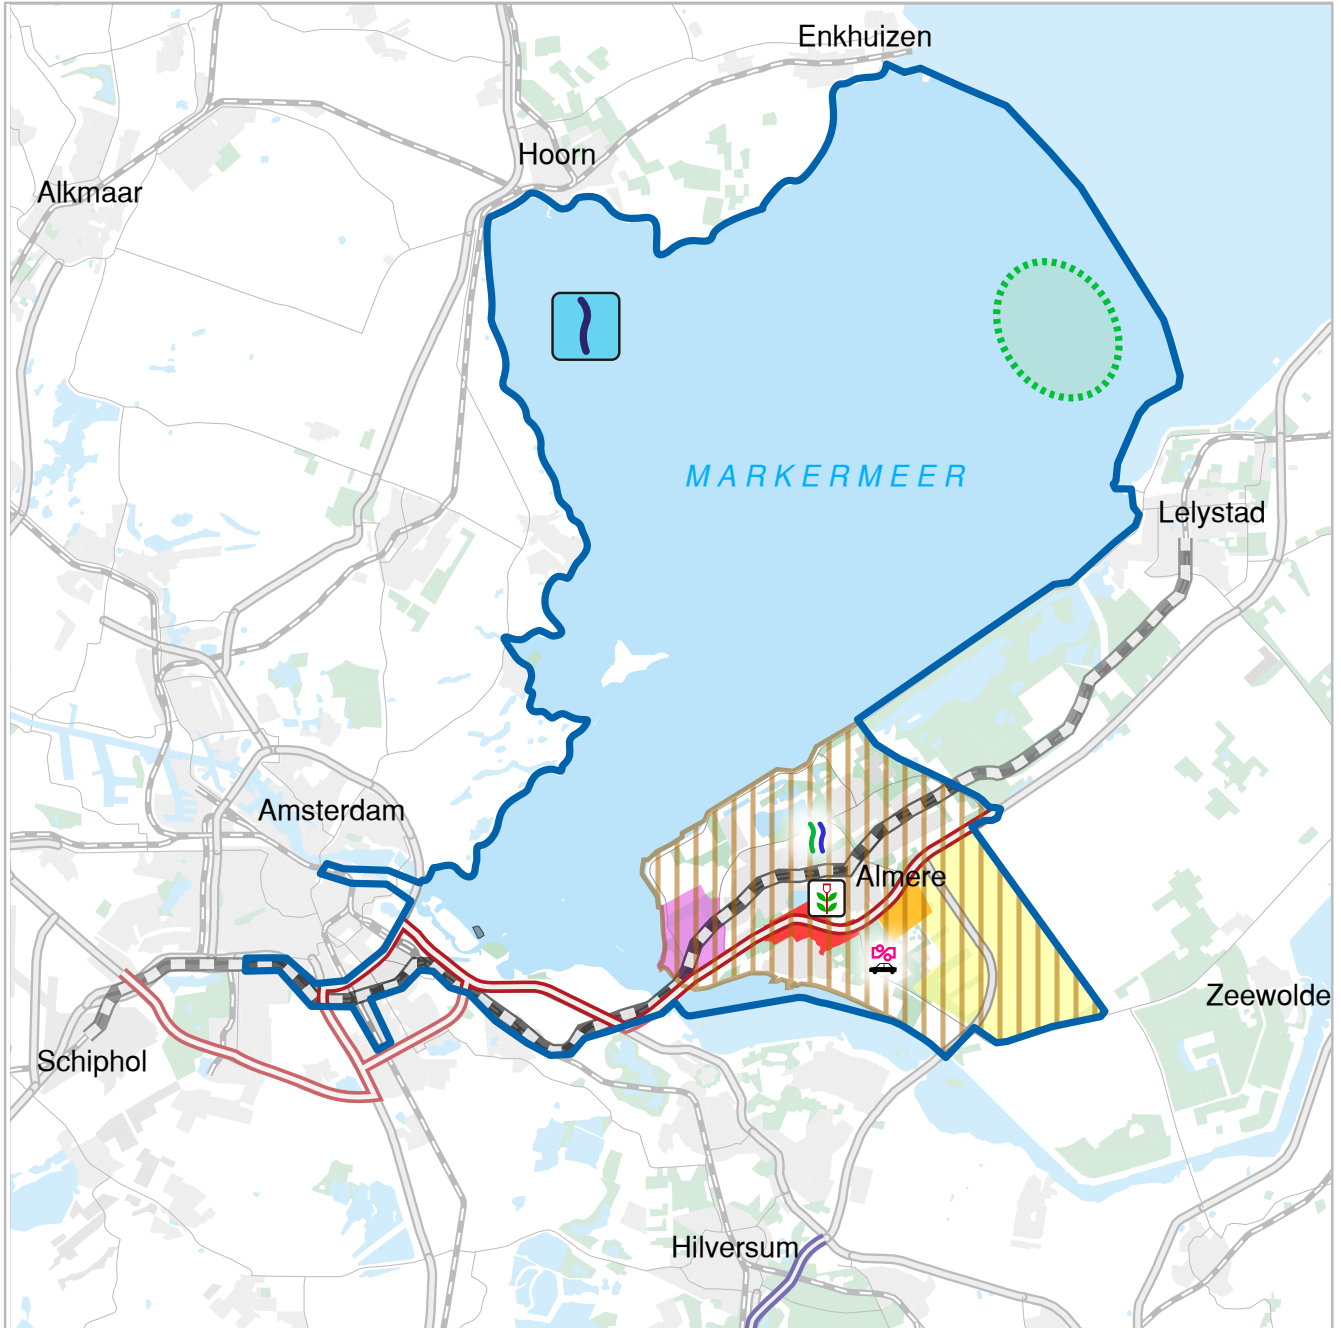 Enkhuizen
Hoorn
Alkmaar
MARKERMEER
Lelystad
Amsterdam
Almere
Zeewolde
Schiphol
Hilversum